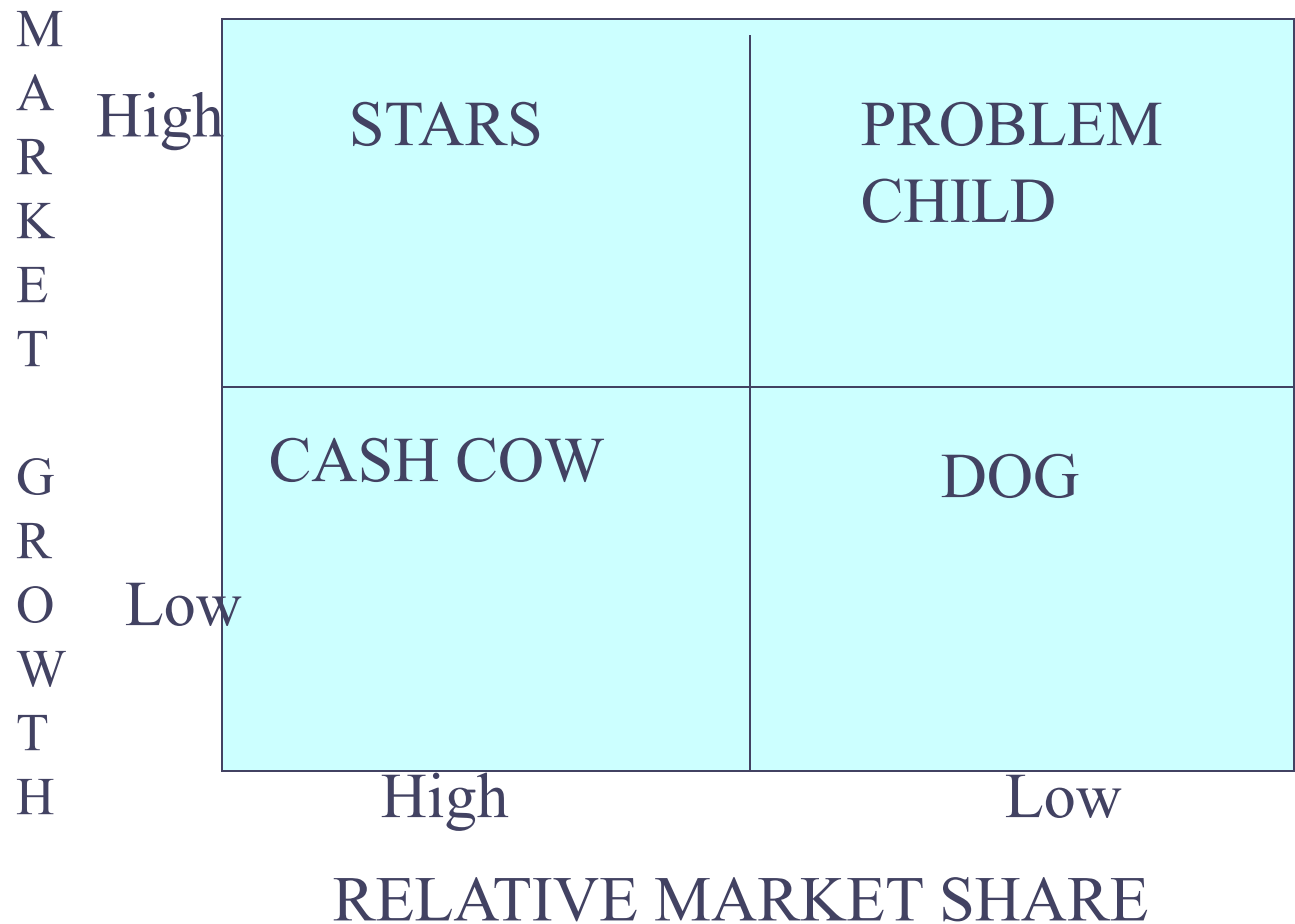 MARKET GROWTH
High
STARS
PROBLEM
CHILD
CASH COW
DOG
Low
High
Low
RELATIVE MARKET SHARE